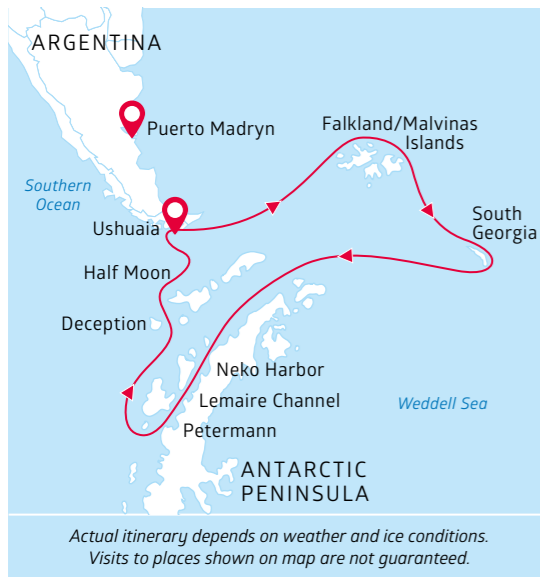 ARGENTINA
Puerto Madryn
Falkland/Malvinas
Islands
Southern
Ocean
Ushuaia
South
Georgia
Half Moon
Deception
Neko Harbor
Lemaire Channel
Weddell Sea
Petermann
ANTARCTIC
PENINSULA
Actual itinerary depends on weather and ice conditions.
Visits to places shown on map are not guaranteed.